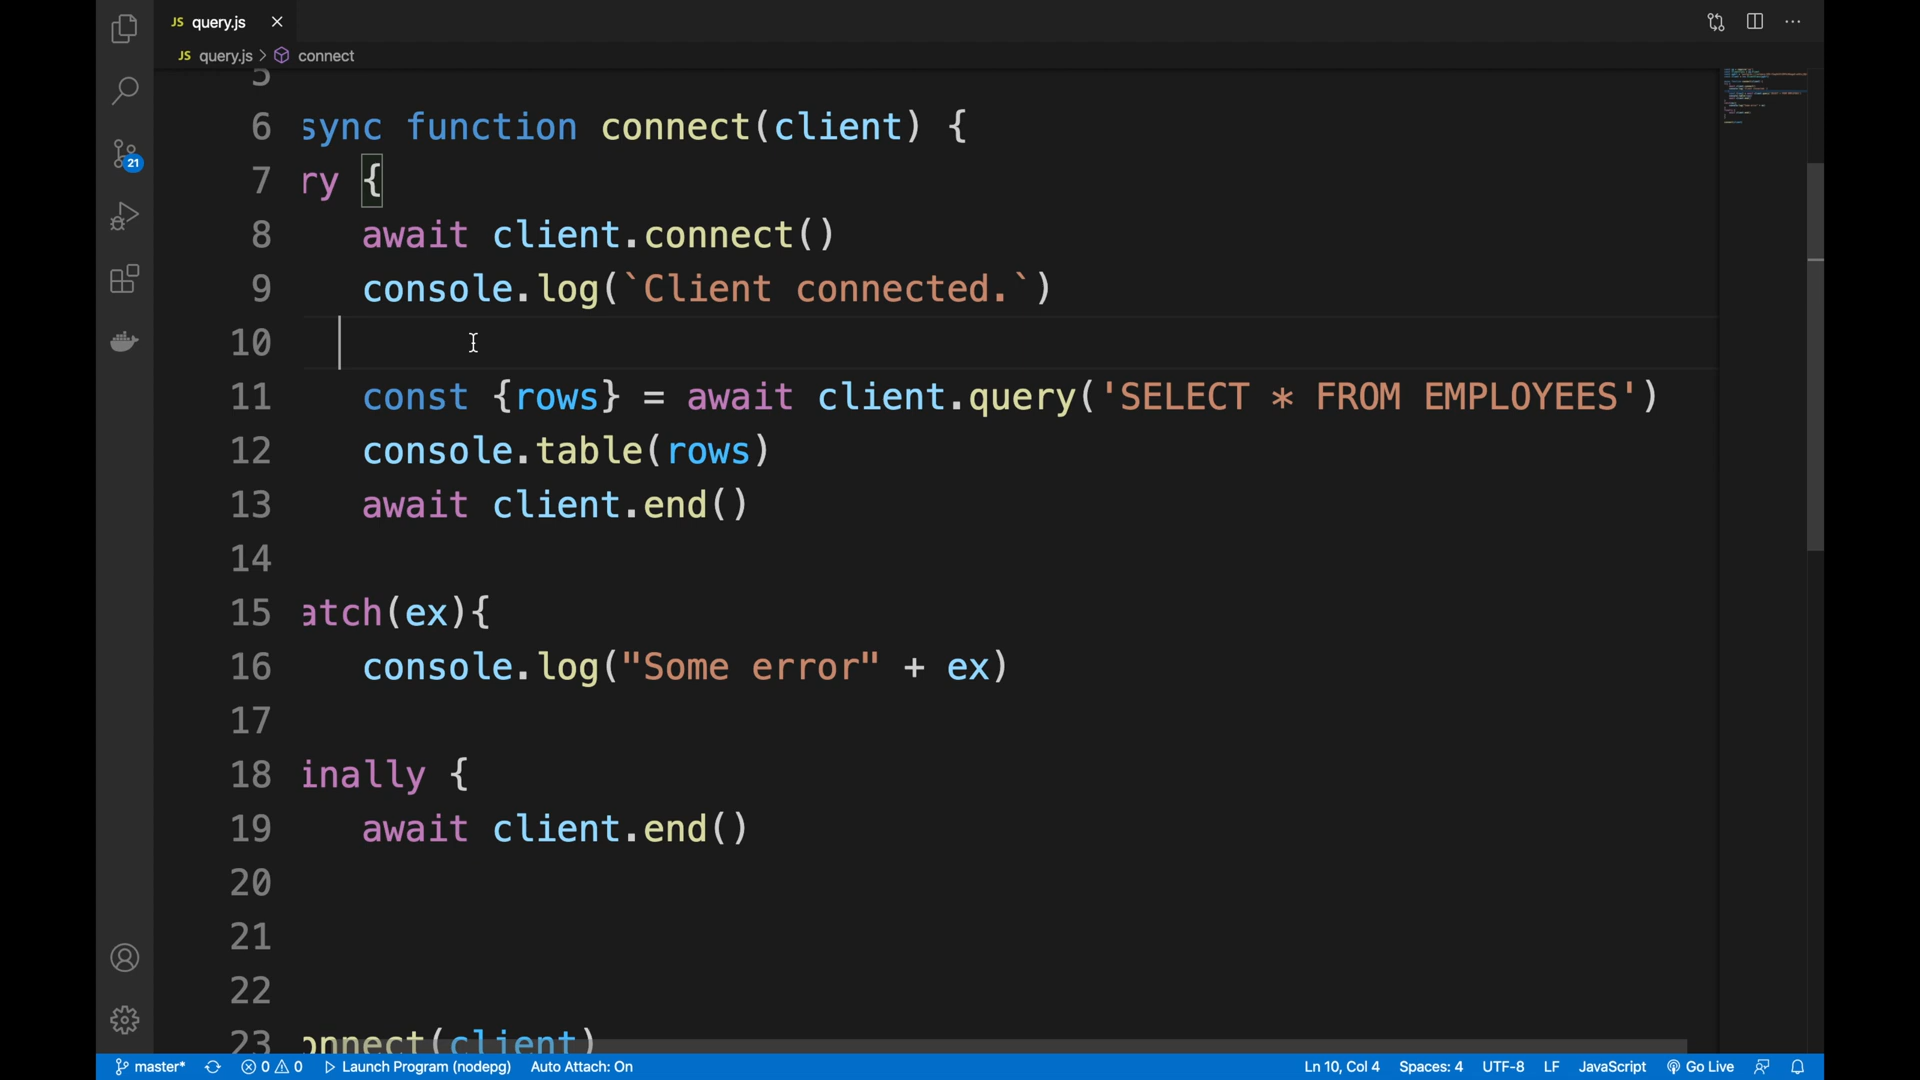 JS query.js
JS query.js > connect
5
6 sync function connect(client) {
7 ry {
8 await client.connect()
9 console.log(`Client connected.`)
10
11 const {rows} = await client.query('SELECT * FROM EMPLOYEES')
12 console.table(rows)
13 await client.end()
14
15 atch(ex){
16 console.log("Some error" + ex)
17
18 inally {
19 await client.end()
20
21
22
23 onnect(client)
21
master* 0 0 Launch Program (nodepg) Auto Attach: On Ln 10, Col 4 Spaces: 4 UTF-8 LF JavaScript Go Live